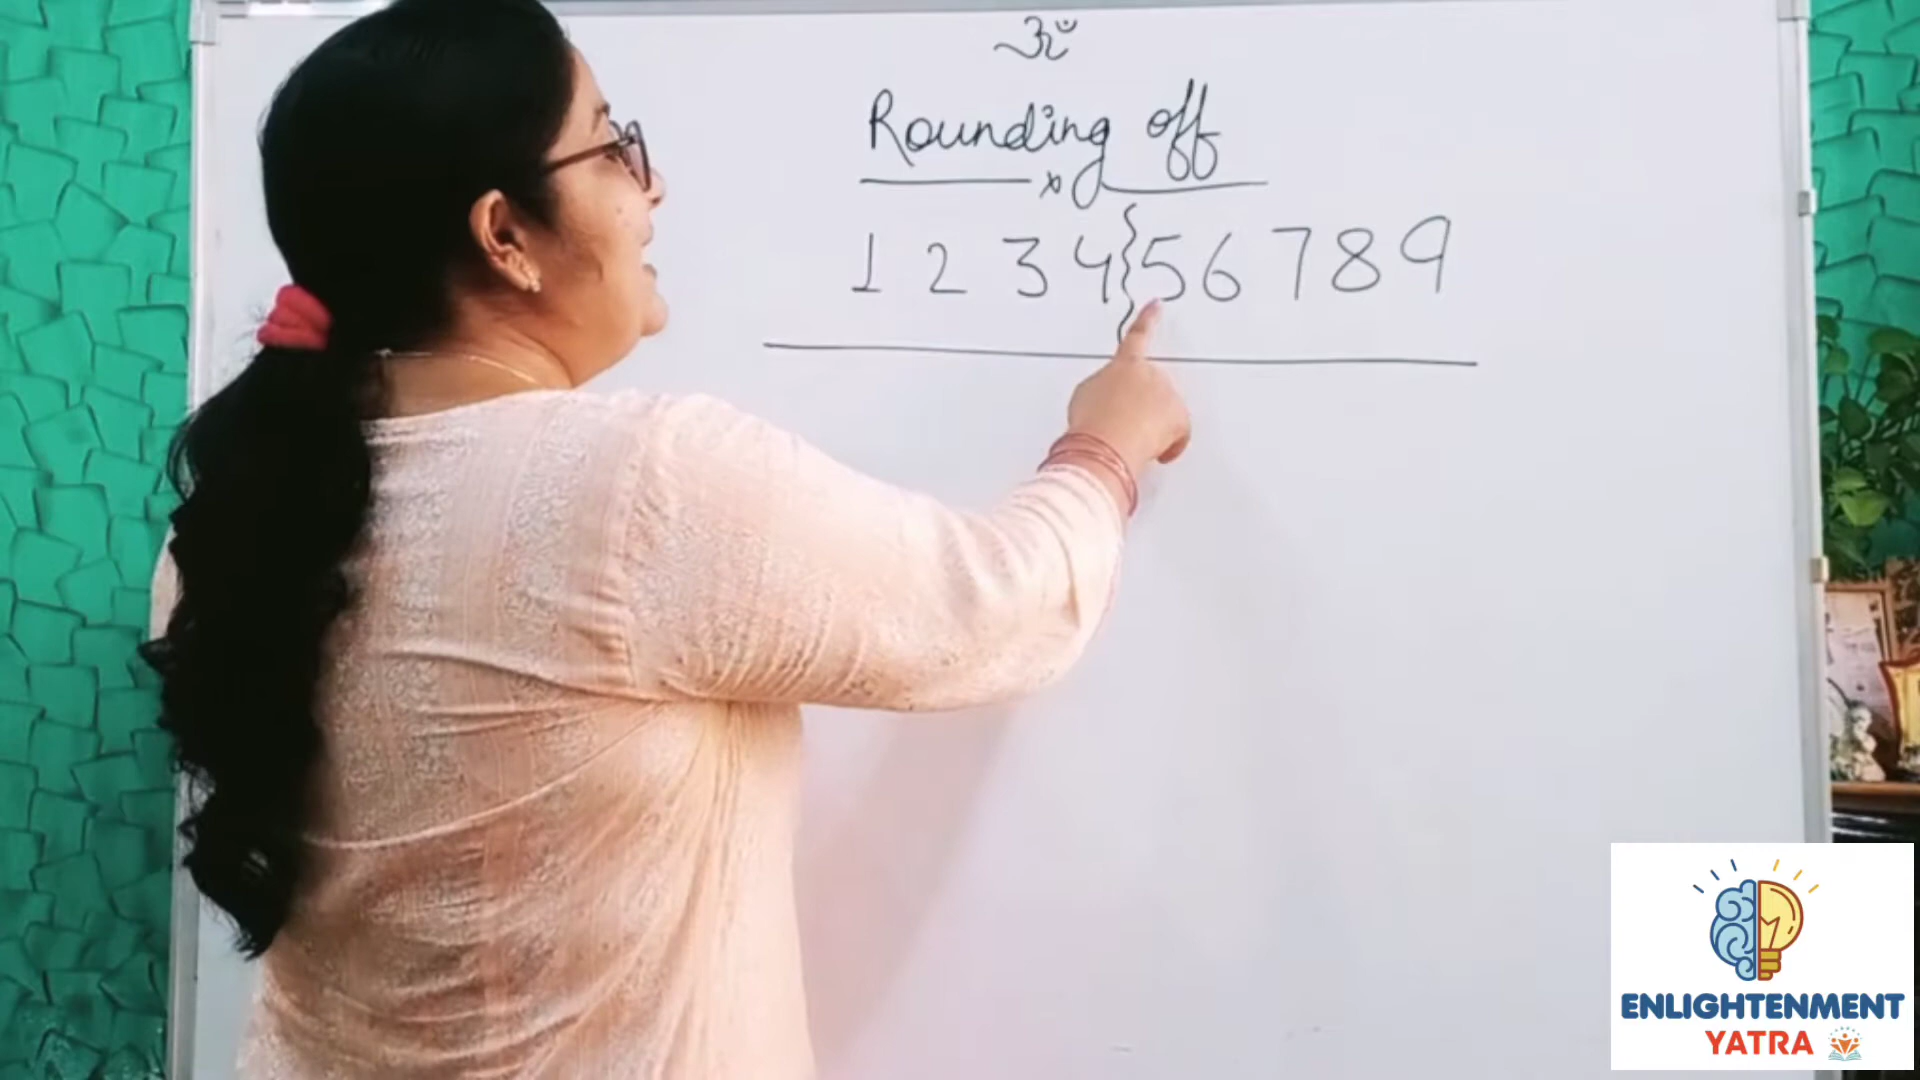 ॐ
Rounding off
1 2 3 4 5 6 7 8 9
ENLIGHTENMENT
YATRA